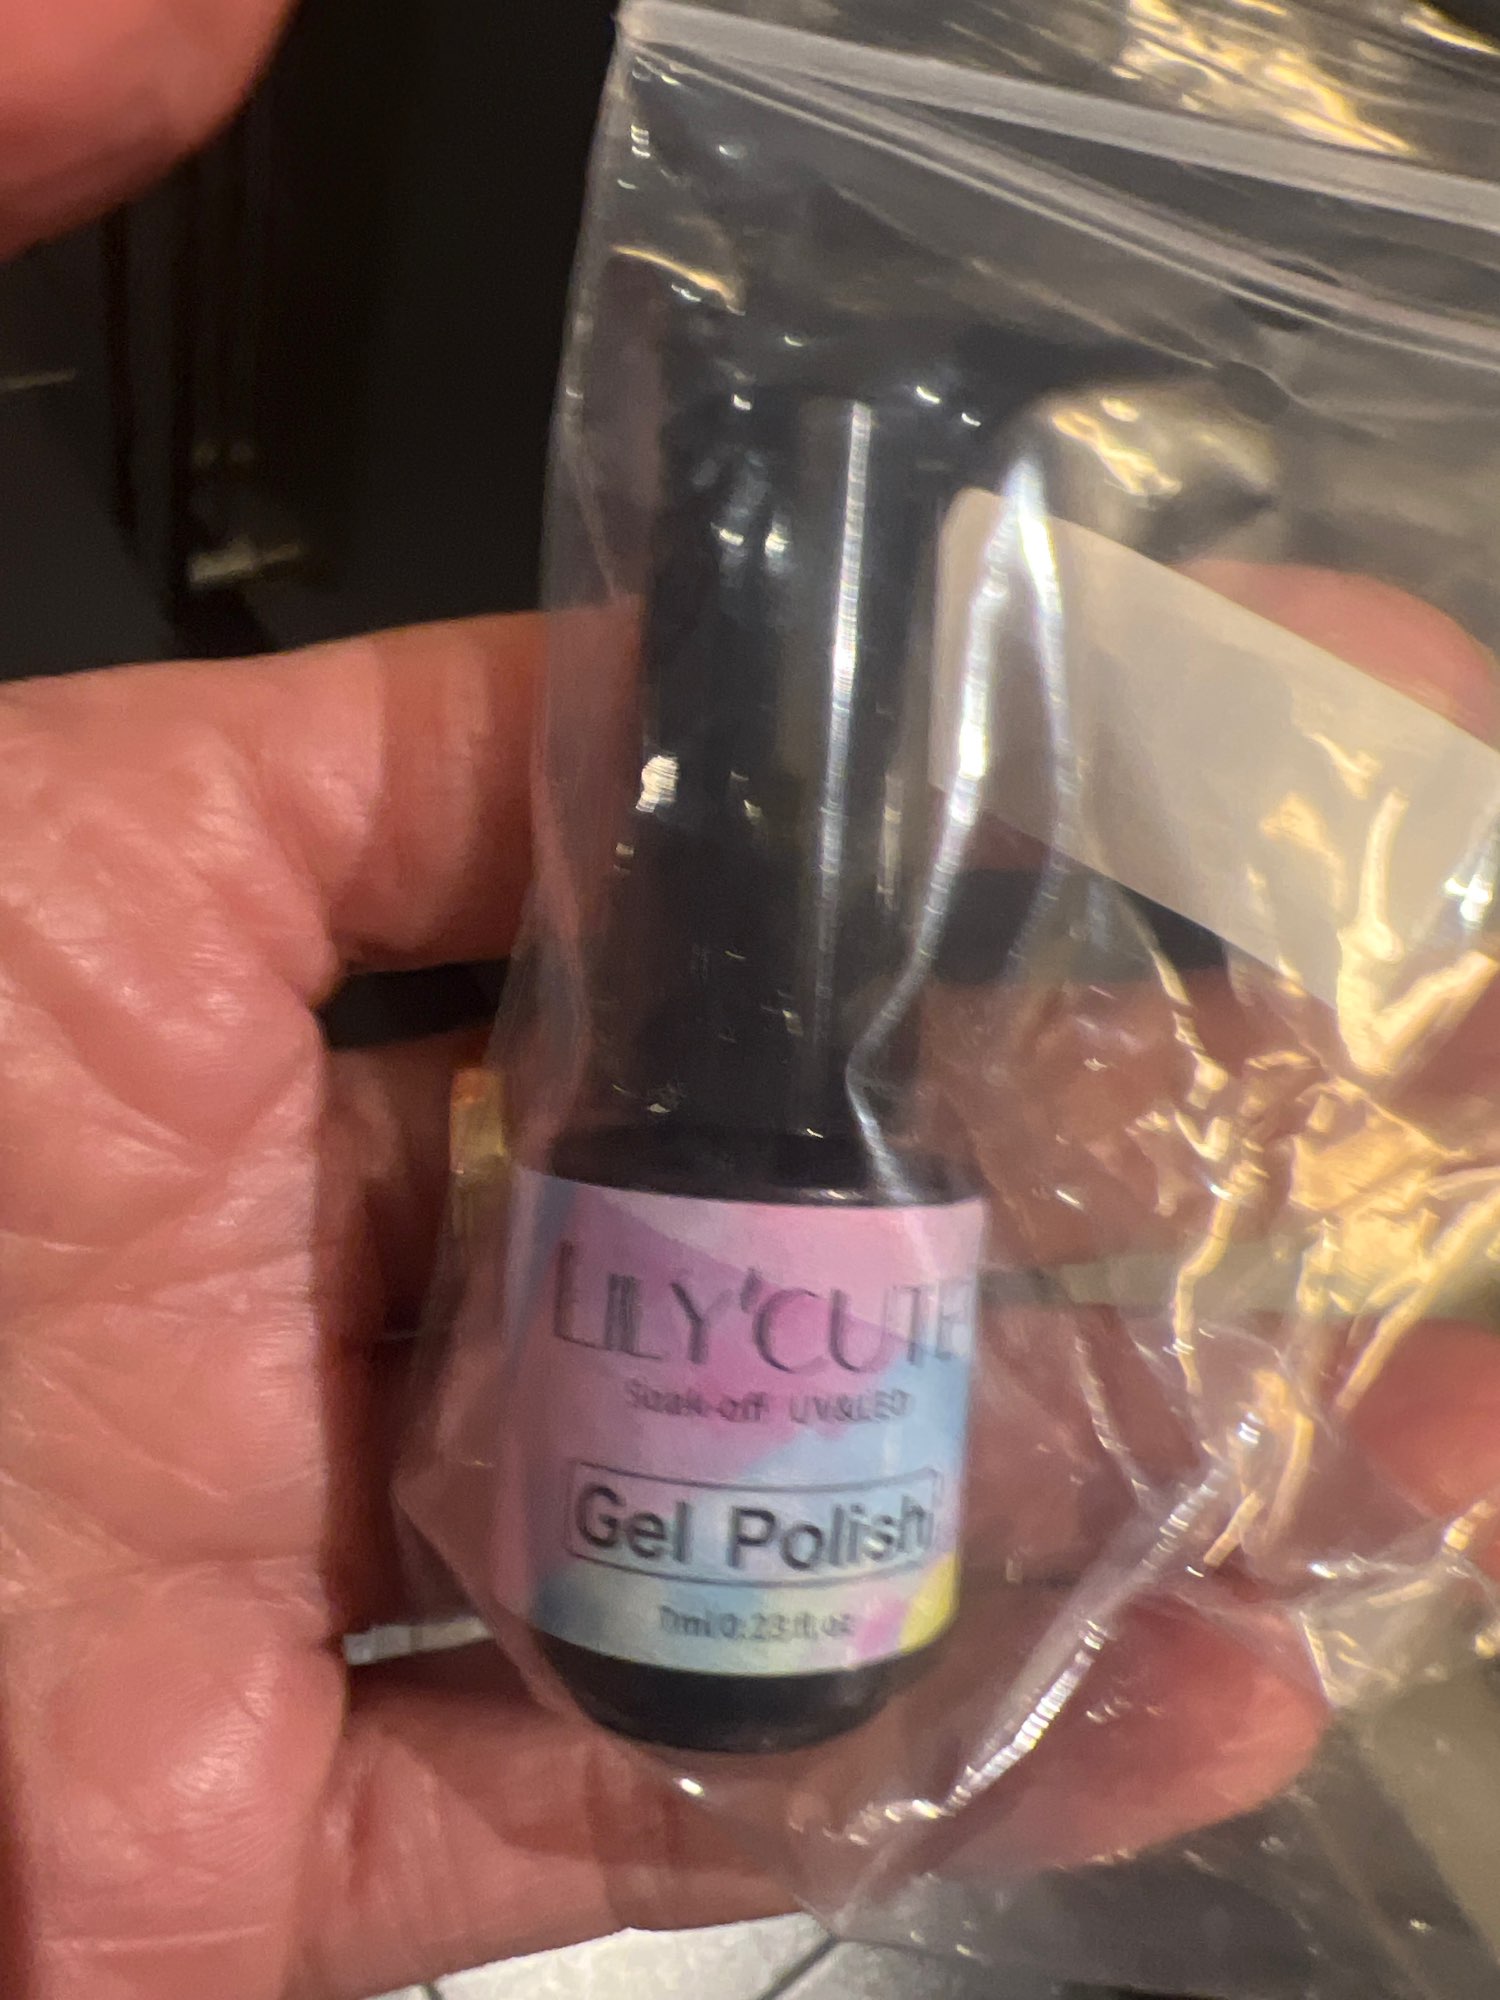 LILY'CUTE
Soak-off UV&LED
Gel Polish
7ml 0.23 fl.oz